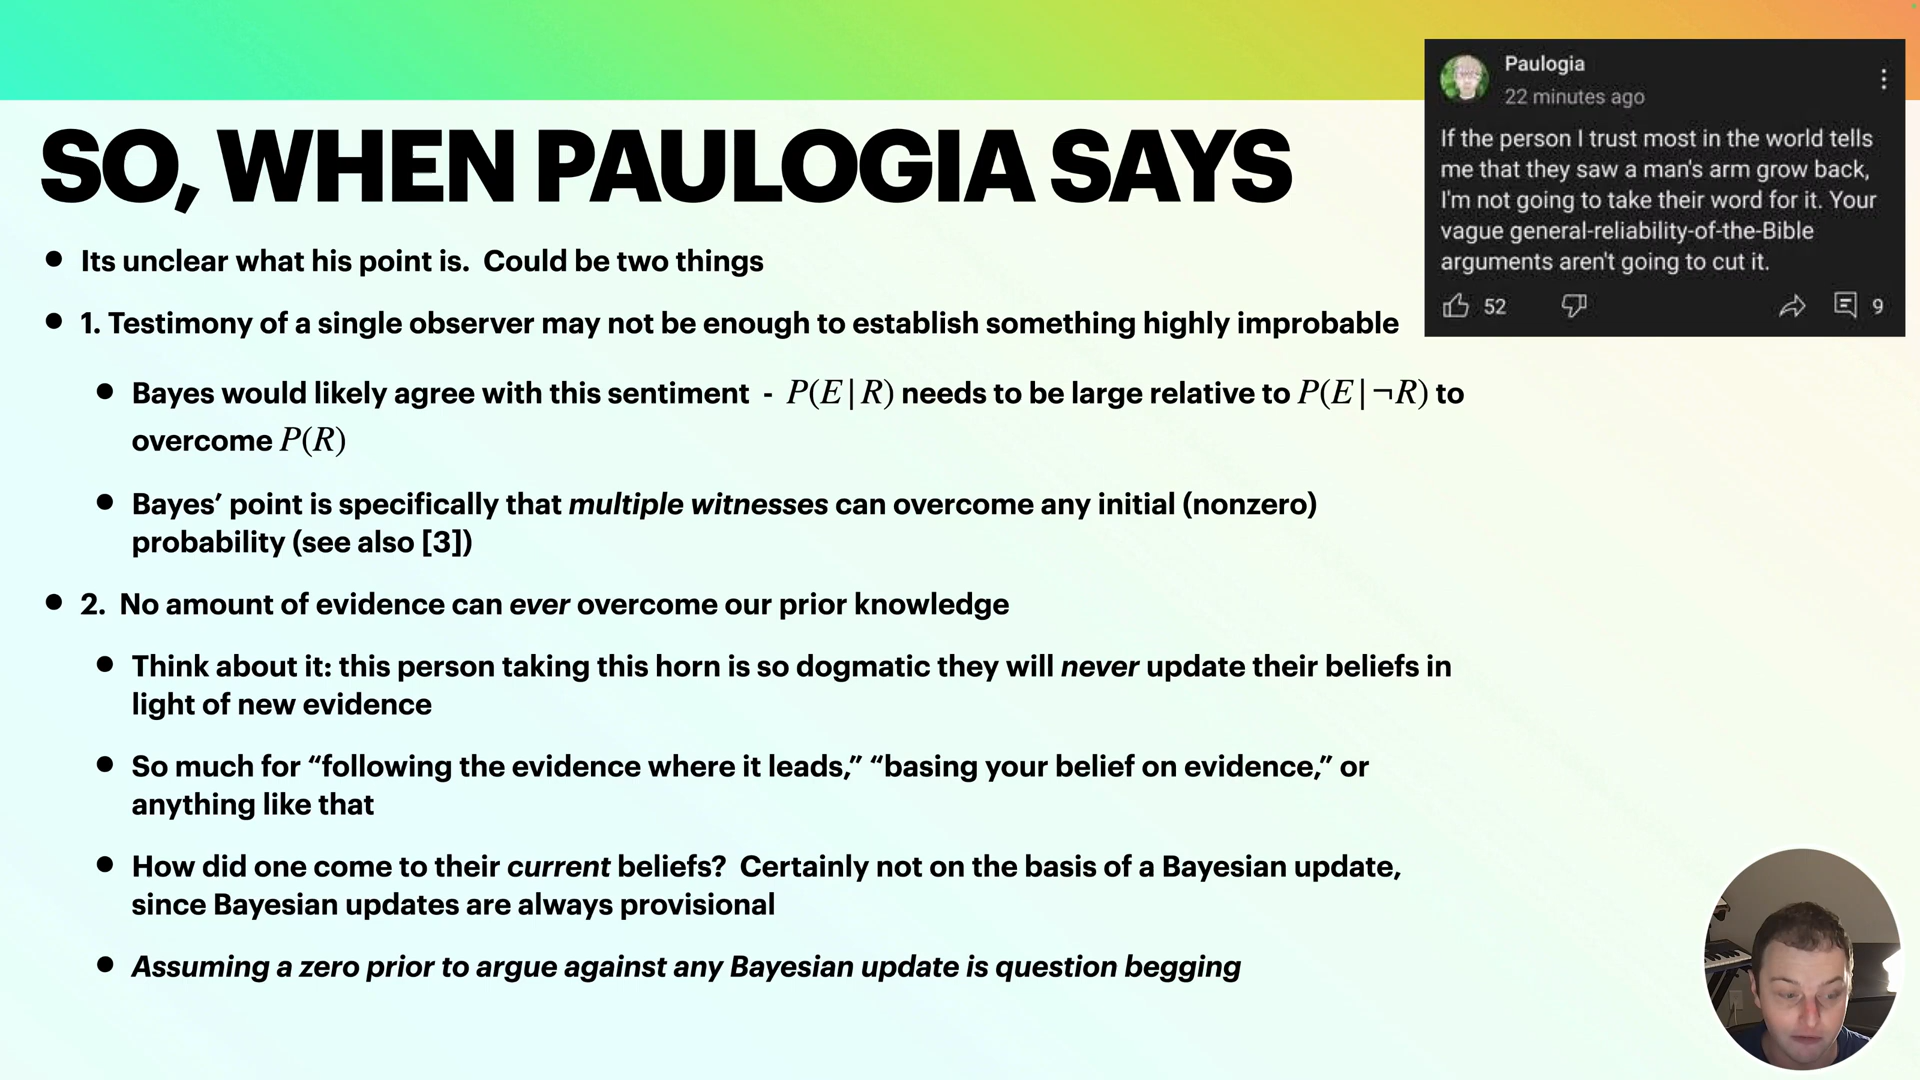 SO, WHEN PAULOGIA SAYS
Paulogia
22 minutes ago
If the person I trust most in the world tells
me that they saw a man's arm grow back,
I'm not going to take their word for it. Your
vague general-reliability-of-the-Bible
arguments aren't going to cut it.
52
9
• Its unclear what his point is. Could be two things
• 1. Testimony of a single observer may not be enough to establish something highly improbable
• Bayes would likely agree with this sentiment - P(E|R) needs to be large relative to P(E|¬R) to
overcome P(R)
• Bayes’ point is specifically that multiple witnesses can overcome any initial (nonzero)
probability (see also [3])
• 2. No amount of evidence can ever overcome our prior knowledge
• Think about it: this person taking this horn is so dogmatic they will never update their beliefs in
light of new evidence
• So much for “following the evidence where it leads,” “basing your belief on evidence,” or
anything like that
• How did one come to their current beliefs? Certainly not on the basis of a Bayesian update,
since Bayesian updates are always provisional
• Assuming a zero prior to argue against any Bayesian update is question begging